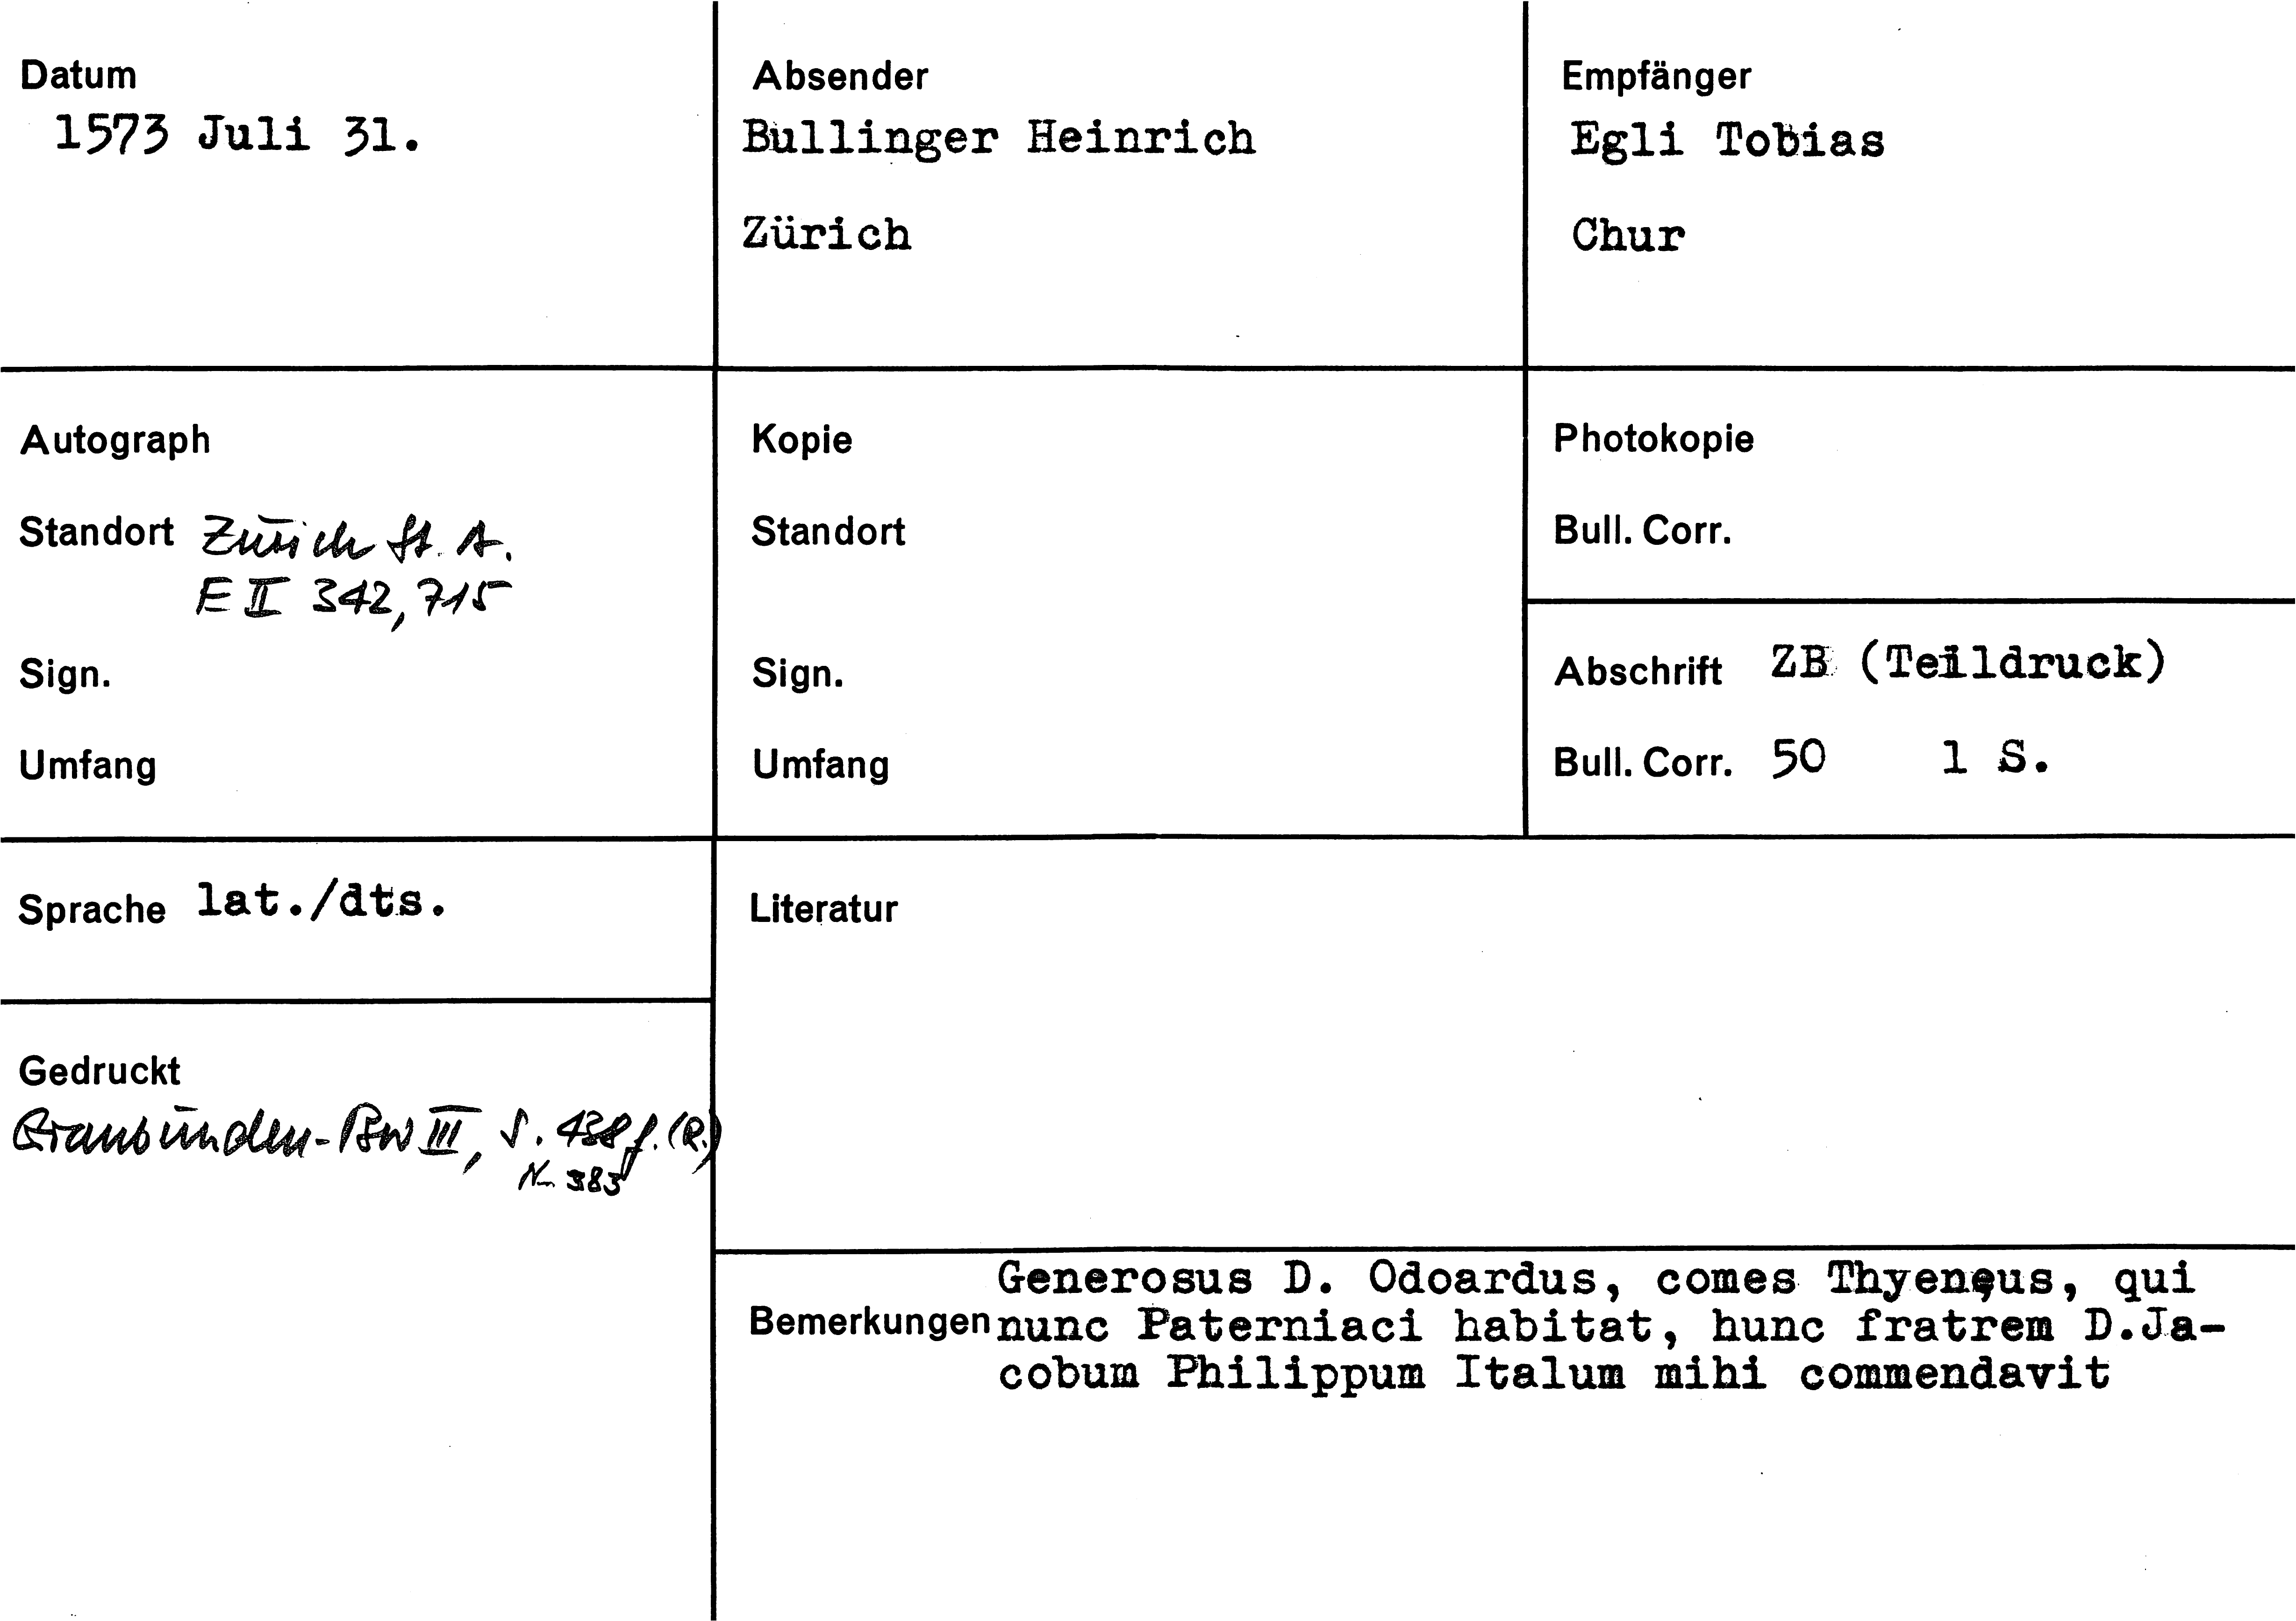 Datum
1573 Juli 31.
Absender
Bullinger Heinrich
Zürich
Empfänger
Egli Tobias
Chur
Autograph
Standort Zürich St. A.
E II 342, 715
Sign.
Umfang
Kopie
Standort
Sign.
Umfang
Photokopie
Bull. Corr.
Abschrift ZB (Teildruck)
Bull. Corr. 50 1 S.
Sprache lat./dts.
Literatur
Gedruckt
Graubünden-BW III, S. 438 f. (R.)
Nr. 383
Bemerkungen
Generosus D. Odoardus, comes Thyenęus, qui
nunc Paterniaci habitat, hunc fratrem D.Ja-
cobum Philippum Italum mihi commendavit